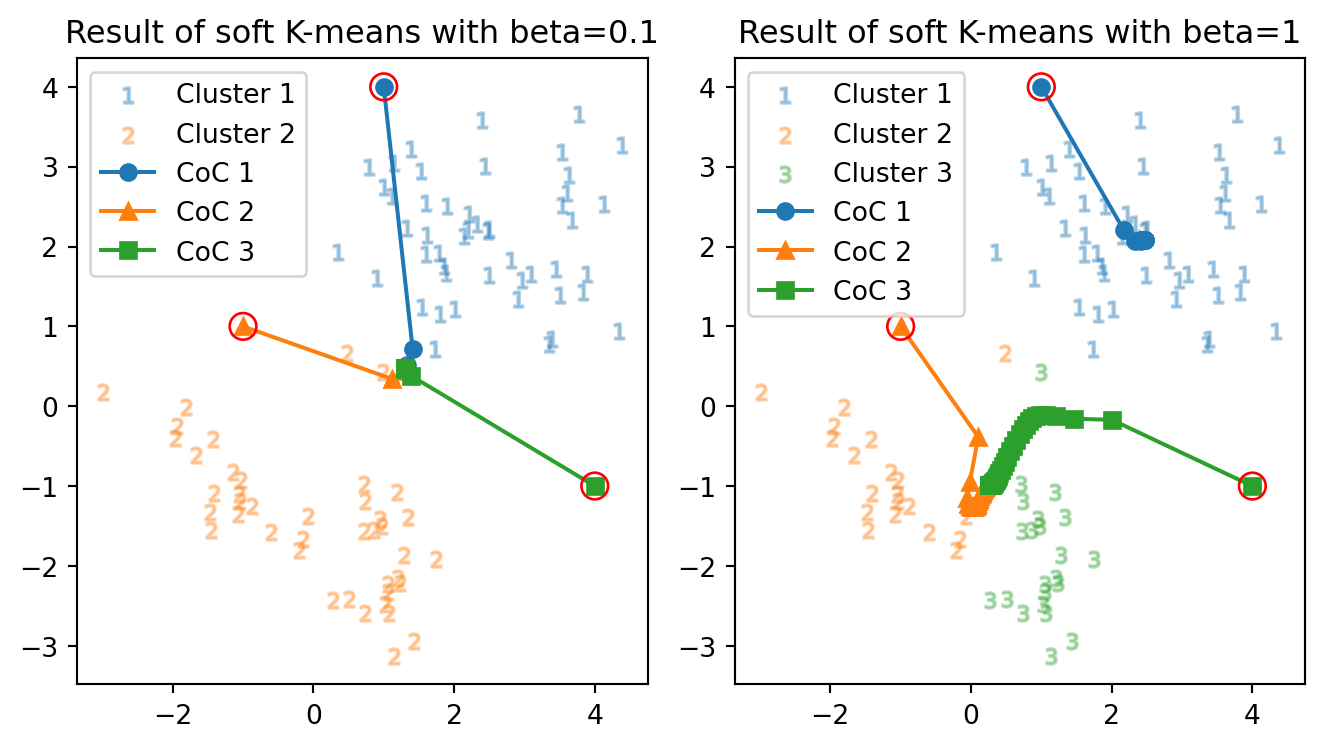 Result of soft K-means with beta=0.1
Cluster 1
Cluster 2
CoC 1
CoC 2
CoC 3
4
3
2
1
0
−1
−2
−3
−2
0
2
4
Result of soft K-means with beta=1
Cluster 1
Cluster 2
Cluster 3
CoC 1
CoC 2
CoC 3
4
3
2
1
0
−1
−2
−3
−2
0
2
4